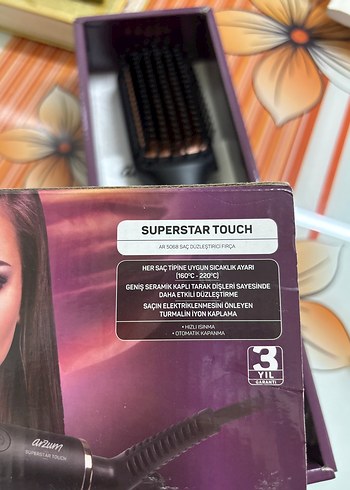 SUPERSTAR TOUCH
AR 5068 SAÇ DÜZLEŞTİRİCİ FIRÇA
HER SAÇ TİPİNE UYGUN SICAKLIK AYARI
[160°C - 220°C]
GENİŞ SERAMİK KAPLI TARAK DİŞLERİ SAYESİNDE
DAHA ETKİLİ DÜZLEŞTİRME
SAÇIN ELEKTRİKLENMESİNİ ÖNLEYEN
TURMALİN İYON KAPLAMA
• HIZLI ISINMA
• OTOMATİK KAPANMA
3
YIL
GARANTİ
arzum
SUPERSTAR TOUCH